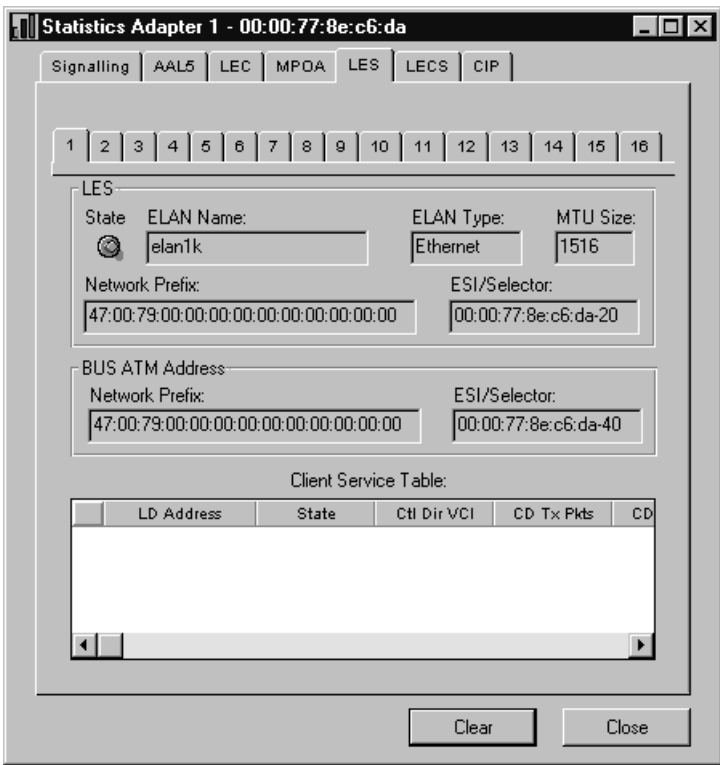 Statistics Adapter 1 - 00:00:77:8e:c6:da
Signalling AAL5 LEC MPOA LES LECS CIP
1 2 3 4 5 6 7 8 9 10 11 12 13 14 15 16
LES
State ELAN Name: ELAN Type: MTU Size:
elan1k Ethernet 1516
Network Prefix: ESI/Selector:
47:00:79:00:00:00:00:00:00:00:00:00:00 00:00:77:8e:c6:da-20
BUS ATM Address
Network Prefix: ESI/Selector:
47:00:79:00:00:00:00:00:00:00:00:00:00 00:00:77:8e:c6:da-40
Client Service Table:
LD Address State Ctl Dir VCI CD Tx Pkts CD
Clear Close